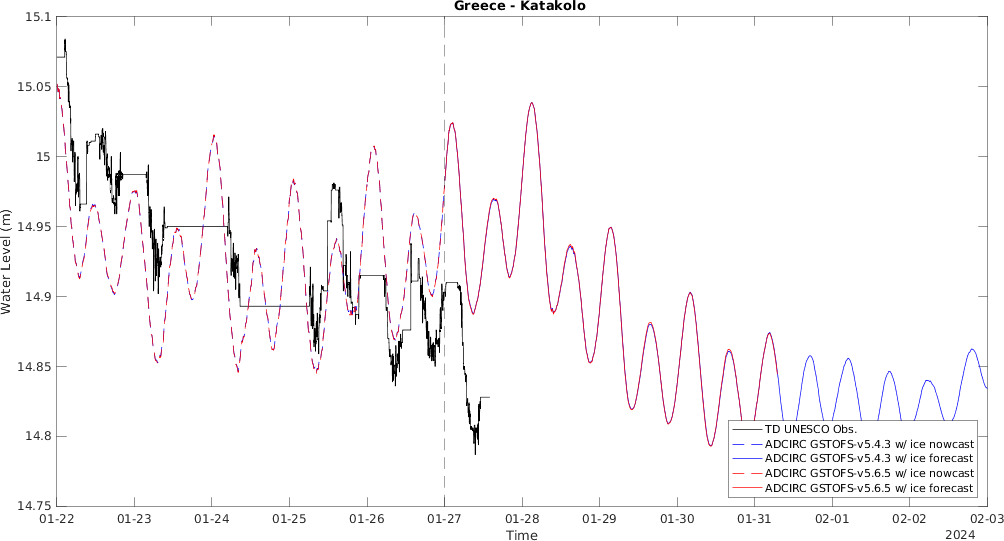 Greece - Katakolo
15.1
15.05
15
14.95
14.9
14.85
14.8
14.75
Water Level (m)
TD UNESCO Obs.
ADCIRC GSTOFS-v5.4.3 w/ ice nowcast
ADCIRC GSTOFS-v5.4.3 w/ ice forecast
ADCIRC GSTOFS-v5.6.5 w/ ice nowcast
ADCIRC GSTOFS-v5.6.5 w/ ice forecast
01-22 01-23 01-24 01-25 01-26 01-27 01-28 01-29 01-30 01-31 02-01 02-02 02-03
Time
2024